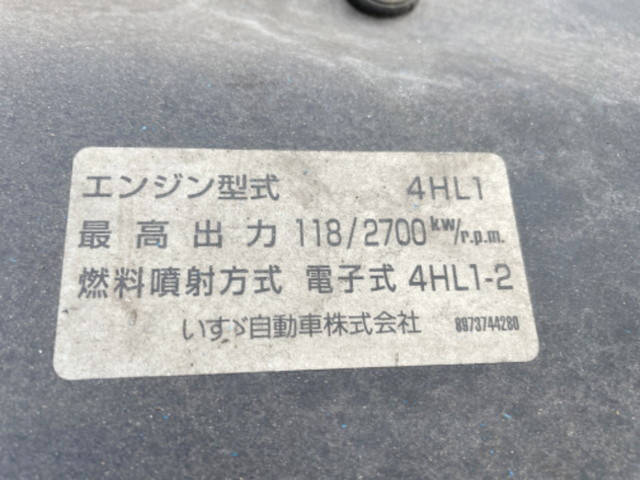 エンジン型式 4HL1
最高出力 118/2700 kW/r.p.m.
燃料噴射方式 電子式 4HL1-2
いすゞ自動車株式会社 8973744280